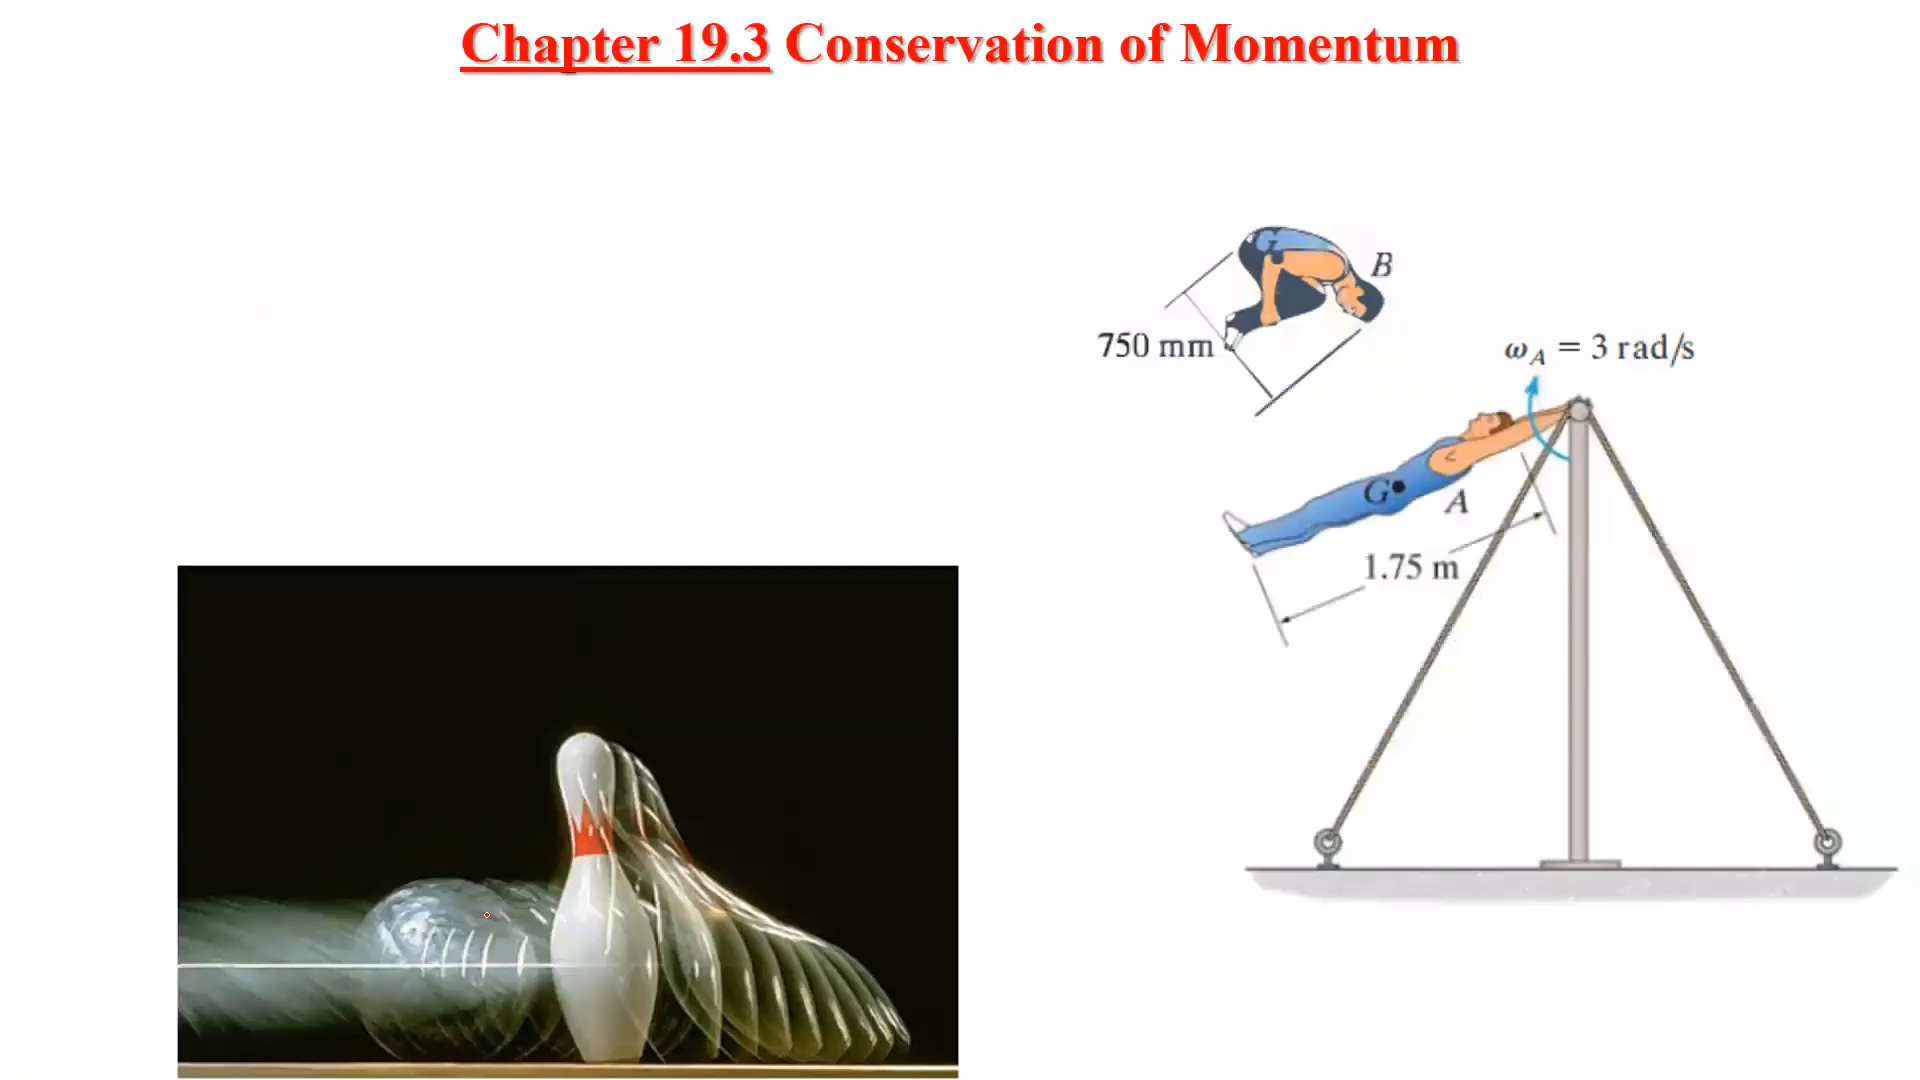 Chapter 19.3 Conservation of Momentum
G
B
750 mm
ωA = 3 rad/s
G
A
1.75 m